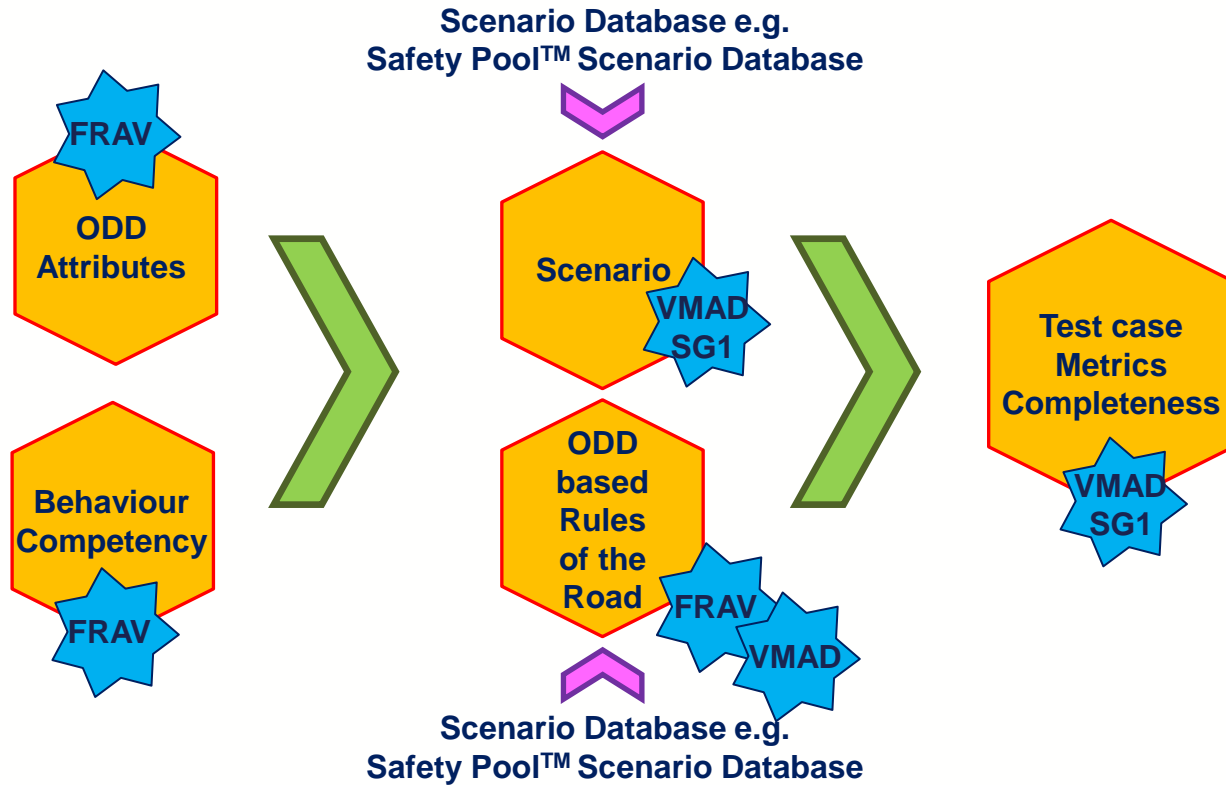 Scenario Database e.g.
Safety Pool™ Scenario Database
FRAV
ODD
Attributes
Behaviour
Competency
FRAV
Scenario
VMAD
SG1
ODD
based
Rules
of the
Road
FRAV
VMAD
Scenario Database e.g.
Safety Pool™ Scenario Database
Test case
Metrics
Completeness
VMAD
SG1